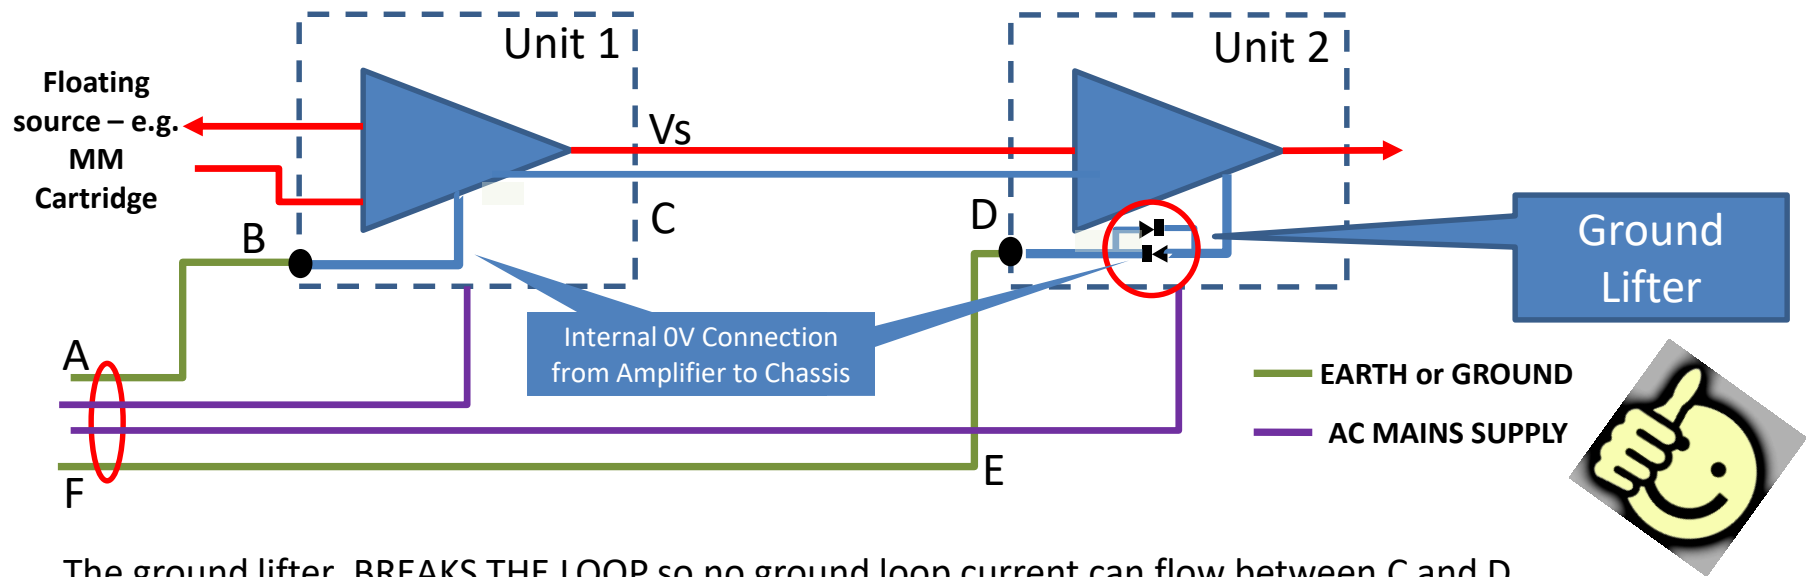 Unit 1
Unit 2
Floating
source – e.g.
MM
Cartridge
Vs
B
C
D
Ground
Lifter
Internal 0V Connection
from Amplifier to Chassis
A
EARTH or GROUND
AC MAINS SUPPLY
F
E
The ground lifter BREAKS THE LOOP so no ground loop current can flow between C and D